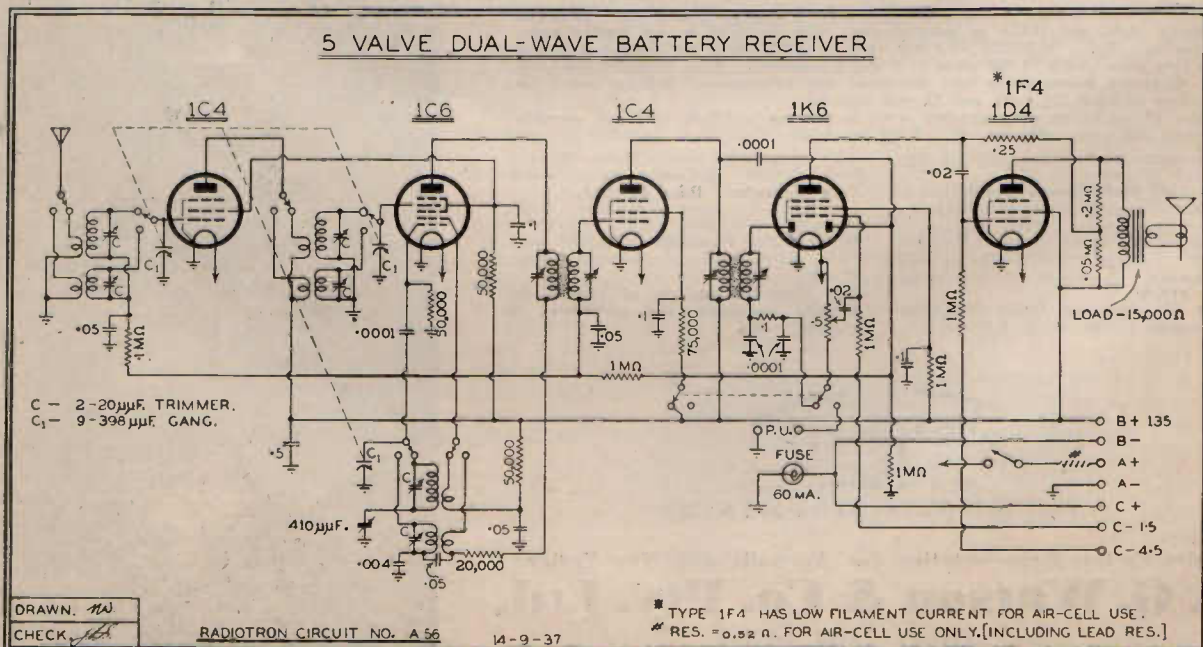 5 VALVE DUAL-WAVE BATTERY RECEIVER
* 1F4
1C4
1C6
1C4
1K6
1D4
.0001
.25
.02
.2 MΩ
.05 MΩ
C
C
C₁
C
C
C₁
.1
.05
.1MΩ
.0001
50,000
50,000
.05
.1
75,000
.1
.0001
.5
.02
1MΩ
.1
1MΩ
1MΩ
LOAD-15,000Ω
1MΩ
C – 2-20µµF. TRIMMER.
C₁ – 9-398µµF. GANG.
.5
C₁
C
50,000
P.U.
FUSE
60 MA.
1MΩ
B+ 135
B-
A+
A-
C+
C-1.5
C-4.5
410µµF.
C
.05
.004
.05
20,000
DRAWN.
CHECK.
RADIOTRON CIRCUIT NO. A 56
14-9-37
* TYPE 1F4 HAS LOW FILAMENT CURRENT FOR AIR-CELL USE.
# RES. = 0.52 Ω. FOR AIR-CELL USE ONLY. [INCLUDING LEAD RES.]